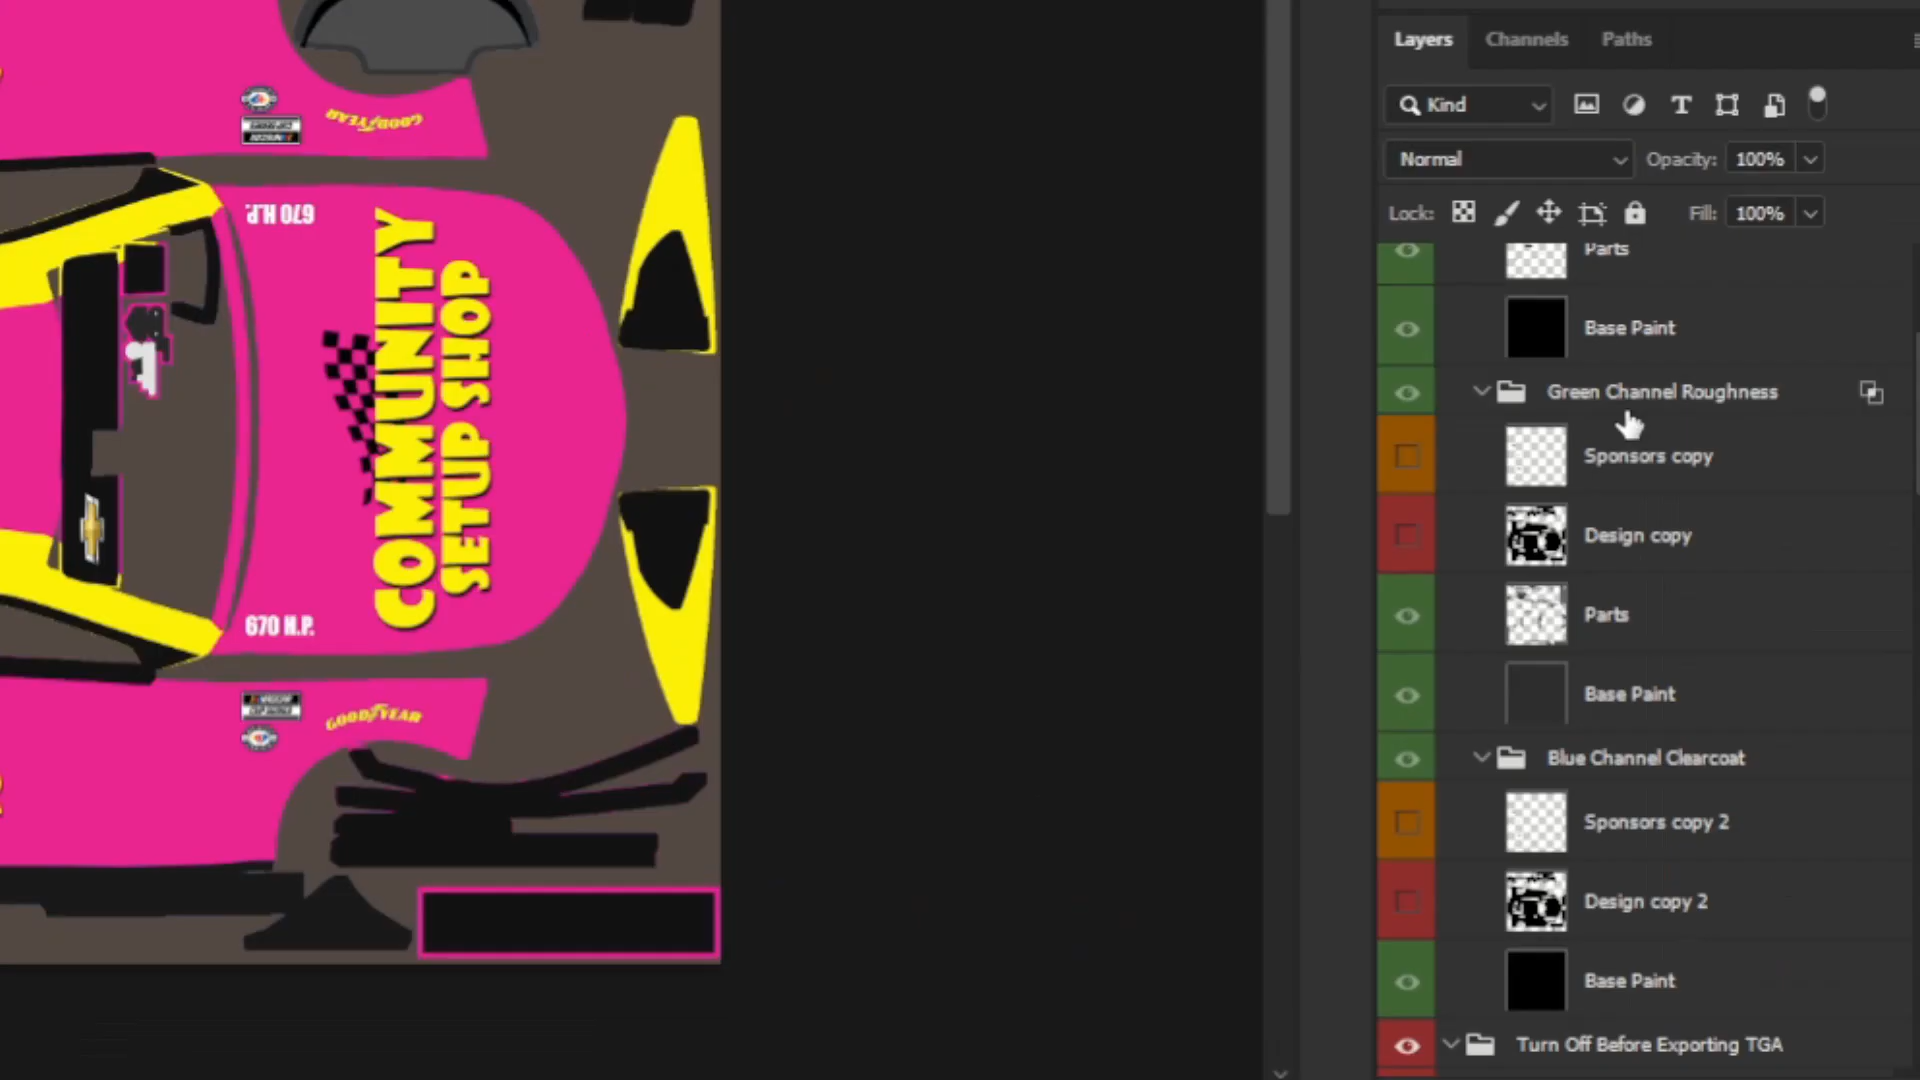 Layers Channels Paths
Kind
Normal Opacity: 100%
Lock: Fill: 100%
Parts
Base Paint
Green Channel Roughness
Sponsors copy
Design copy
Parts
Base Paint
Blue Channel Clearcoat
Sponsors copy 2
Design copy 2
Base Paint
Turn Off Before Exporting TGA
GOODYEAR
670 H.P.
COMMUNITY
SETUP SHOP
670 H.P.
GOODYEAR